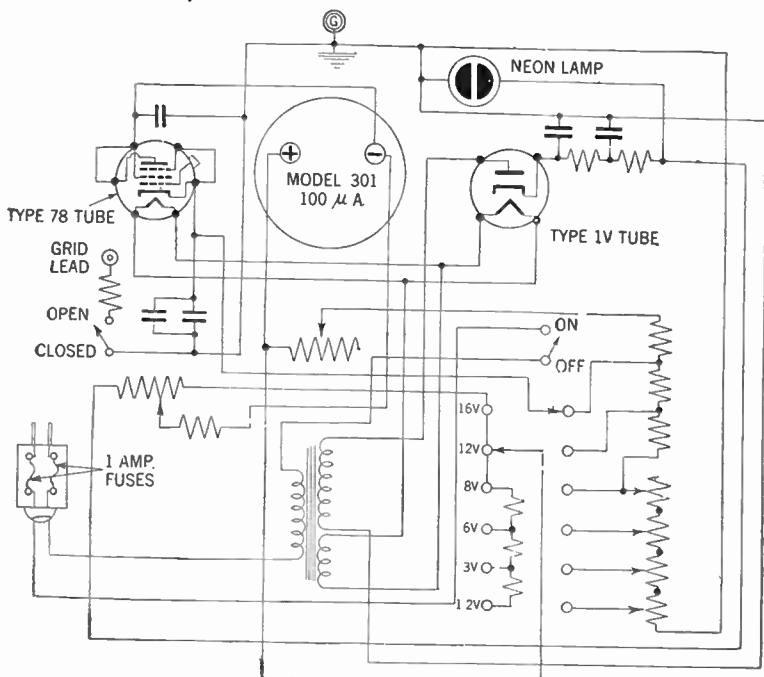 G
NEON LAMP
+
−
MODEL 301
100 μ A
TYPE 78 TUBE
TYPE 1V TUBE
GRID
LEAD
OPEN
CLOSED
ON
OFF
16V
12V
8V
6V
3V
1 2V
1 AMP.
FUSES